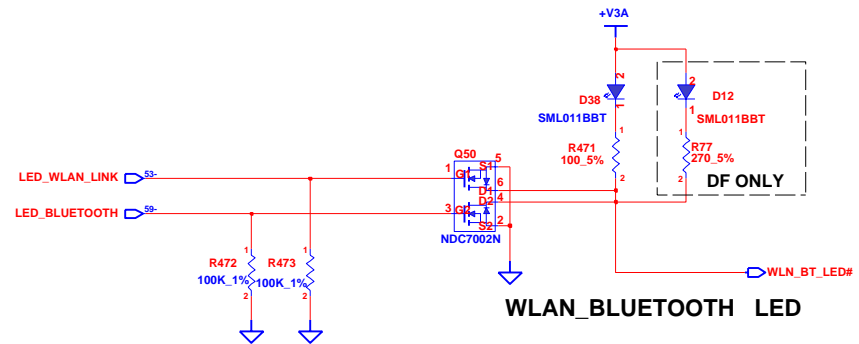 +V3A
2 2
D38 D12
1 1
SML011BBT SML011BBT
1 1
R471 R77
100_5% 270_5%
2 2
DF ONLY
Q50
LED_WLAN_LINK 53- 1 G1 S1 5
D1 6
D2 4
LED_BLUETOOTH 59- 3 G2 S2 2
NDC7002N
1 1
R472 R473
100K_1% 100K_1%
2 2
WLN_BT_LED#
WLAN_BLUETOOTH LED